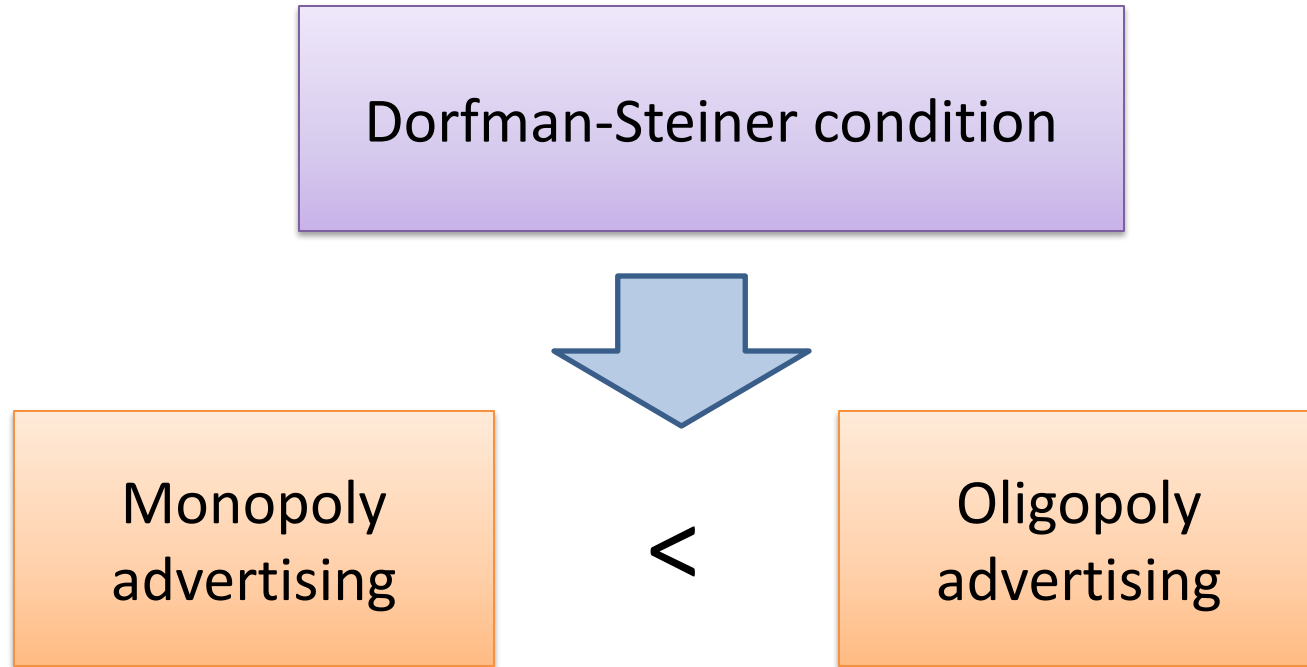 Dorfman-Steiner condition
Monopoly
advertising
<
Oligopoly
advertising